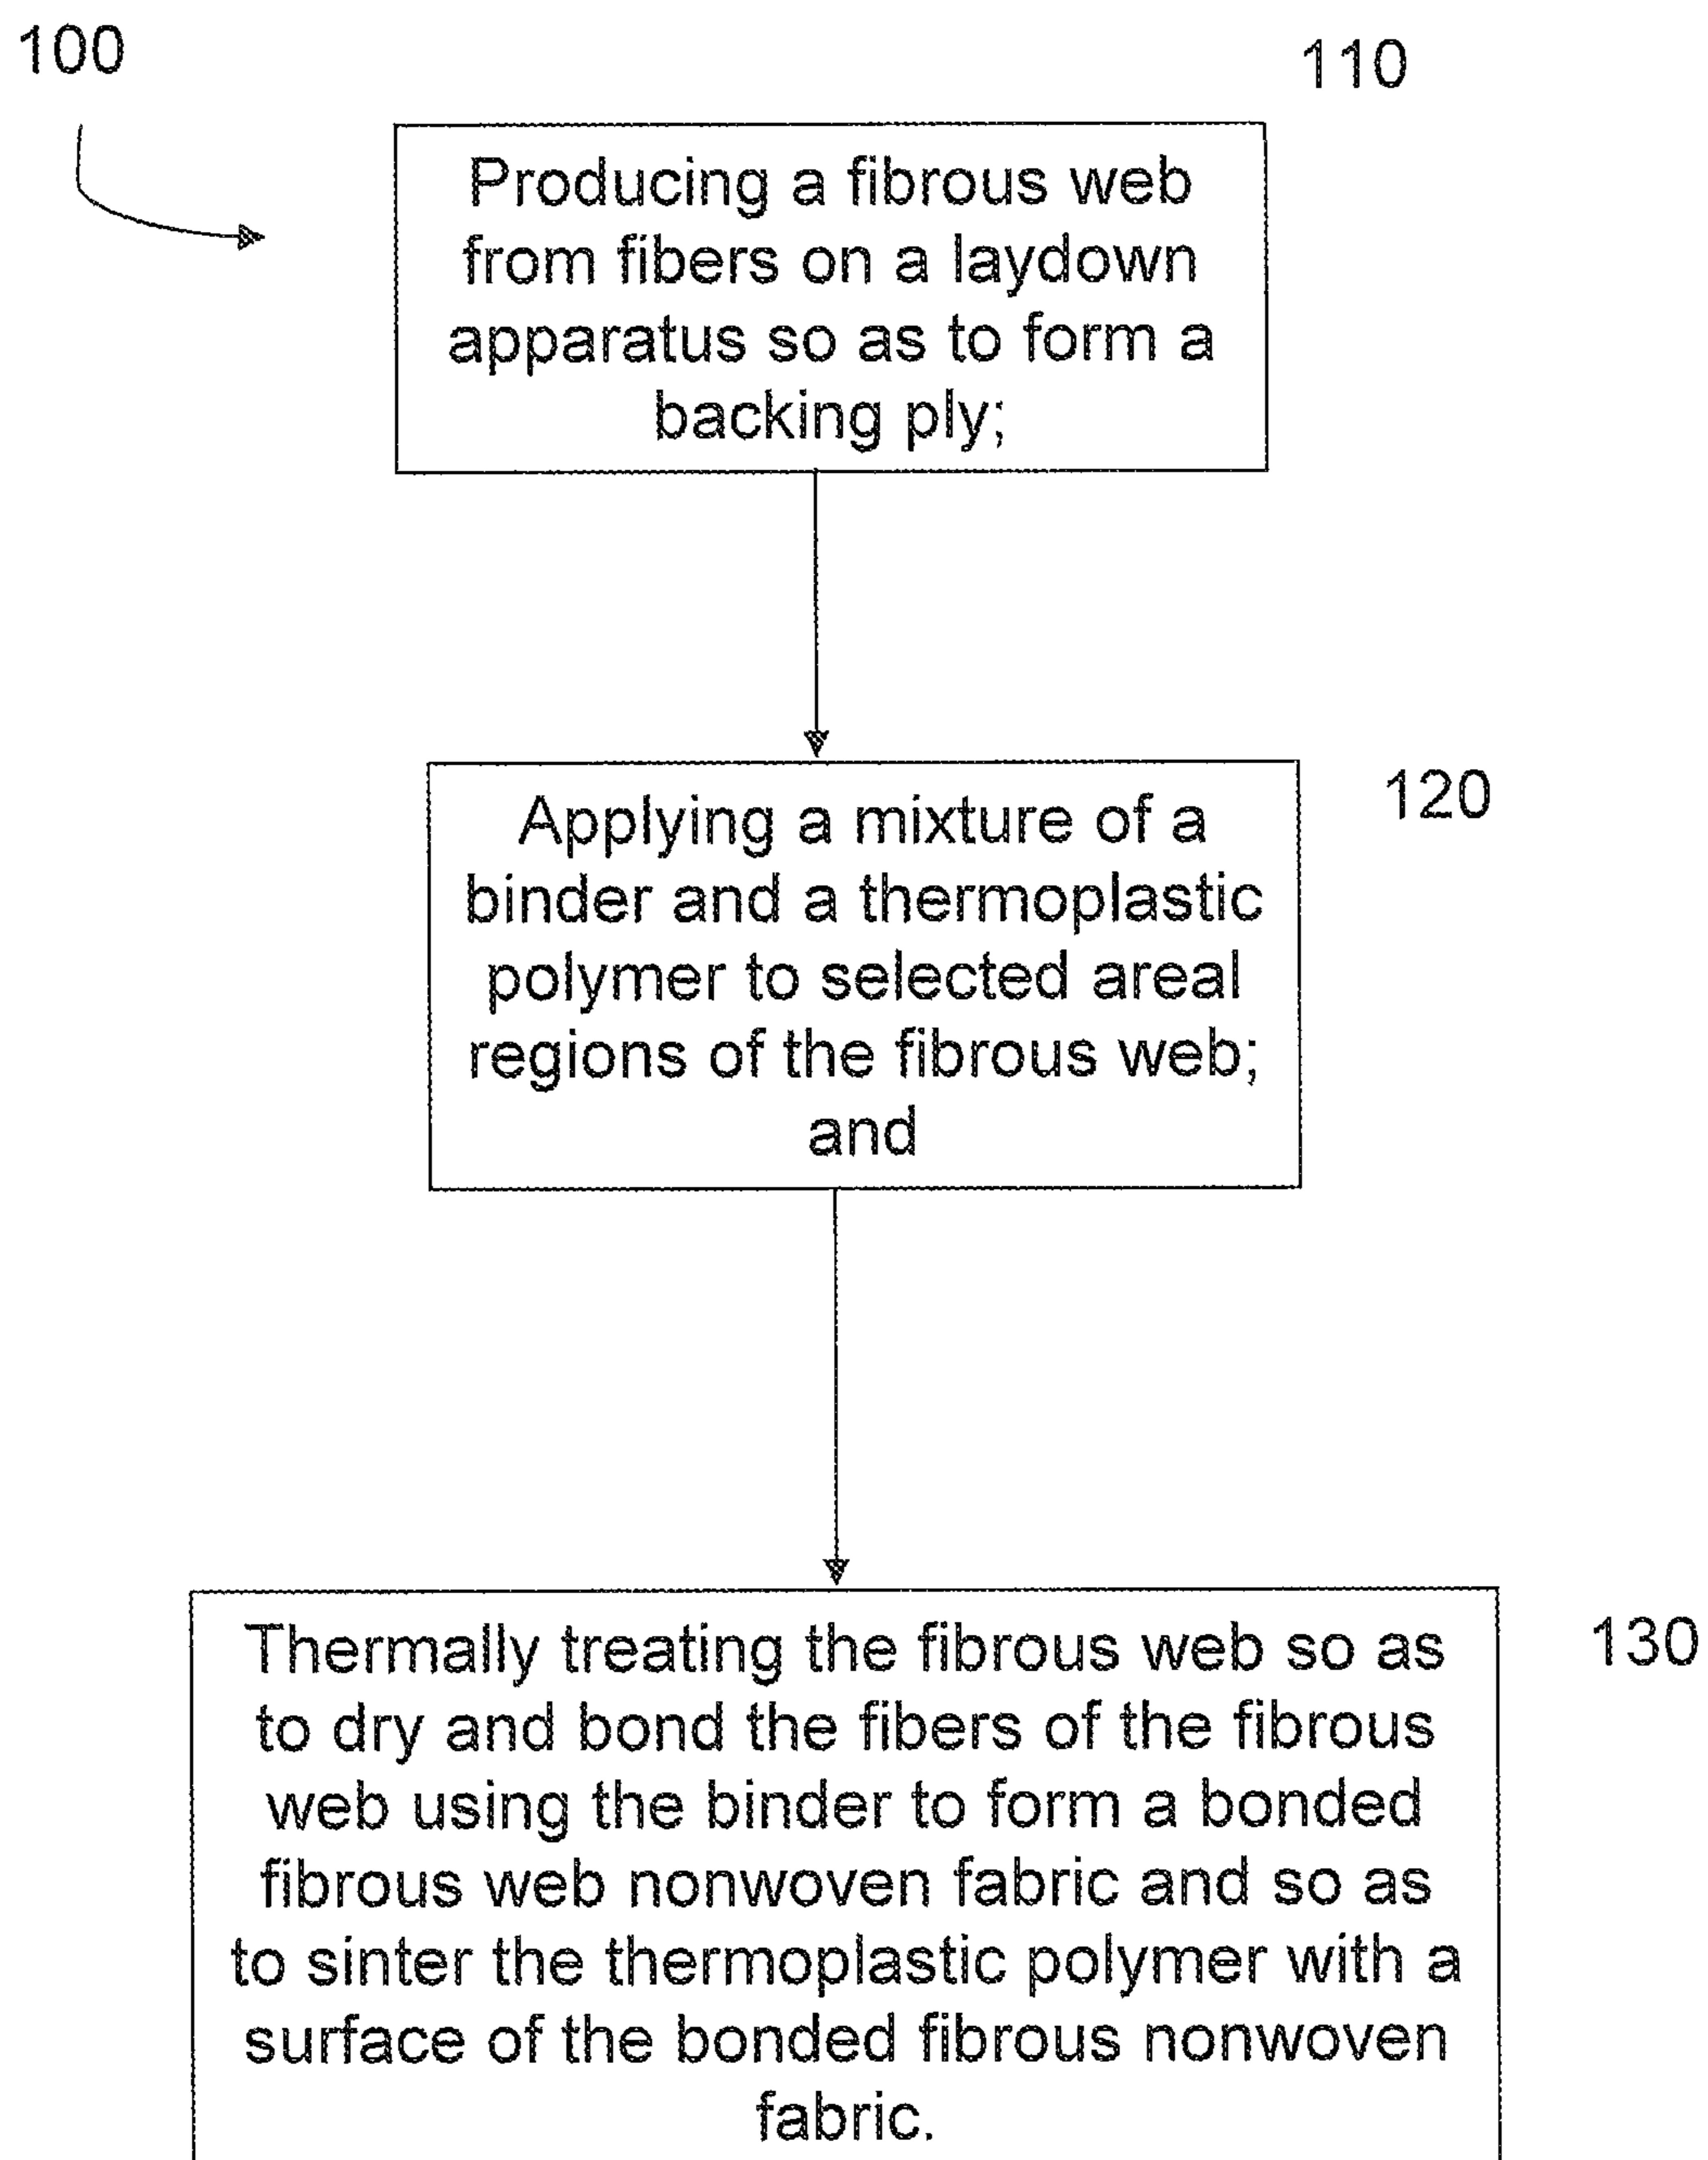 100
110
Producing a fibrous web
from fibers on a laydown
apparatus so as to form a
backing ply;
120
Applying a mixture of a
binder and a thermoplastic
polymer to selected areal
regions of the fibrous web;
and
130
Thermally treating the fibrous web so as
to dry and bond the fibers of the fibrous
web using the binder to form a bonded
fibrous web nonwoven fabric and so as
to sinter the thermoplastic polymer with a
surface of the bonded fibrous nonwoven
fabric.